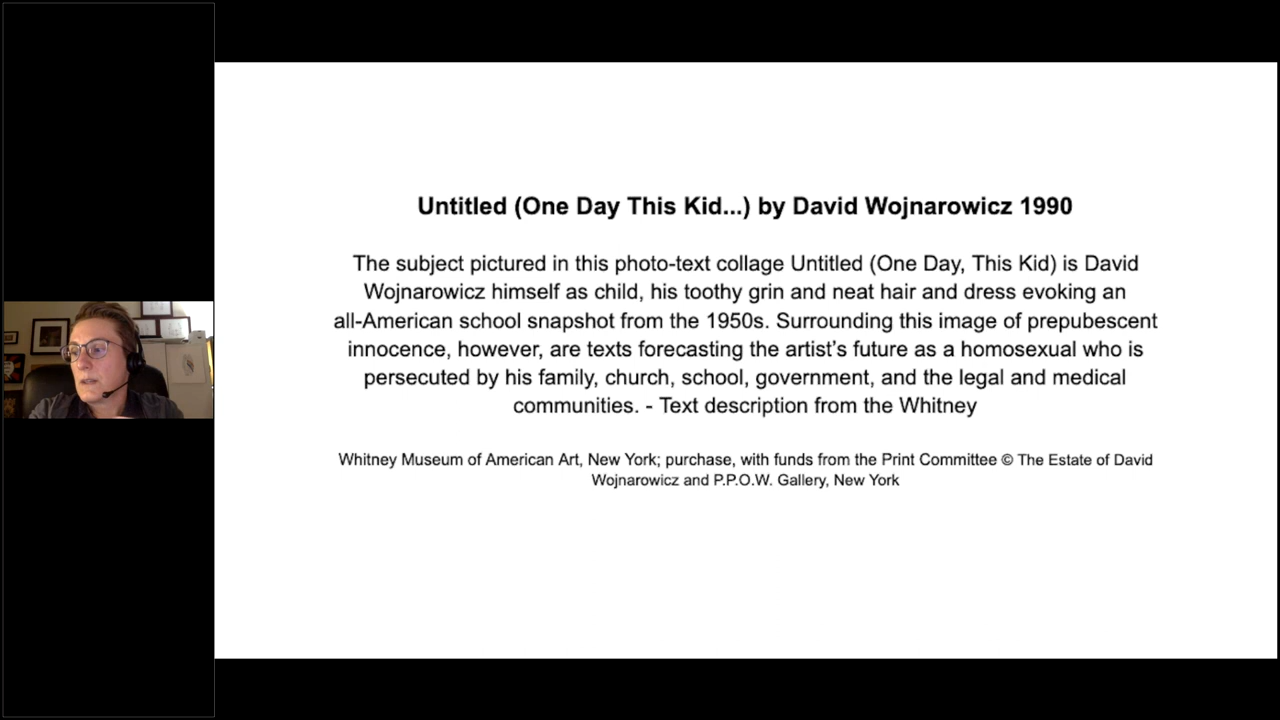 Untitled (One Day This Kid...) by David Wojnarowicz 1990
The subject pictured in this photo-text collage Untitled (One Day, This Kid) is David
Wojnarowicz himself as child, his toothy grin and neat hair and dress evoking an
all-American school snapshot from the 1950s. Surrounding this image of prepubescent
innocence, however, are texts forecasting the artist’s future as a homosexual who is
persecuted by his family, church, school, government, and the legal and medical
communities. - Text description from the Whitney
Whitney Museum of American Art, New York; purchase, with funds from the Print Committee © The Estate of David
Wojnarowicz and P.P.O.W. Gallery, New York